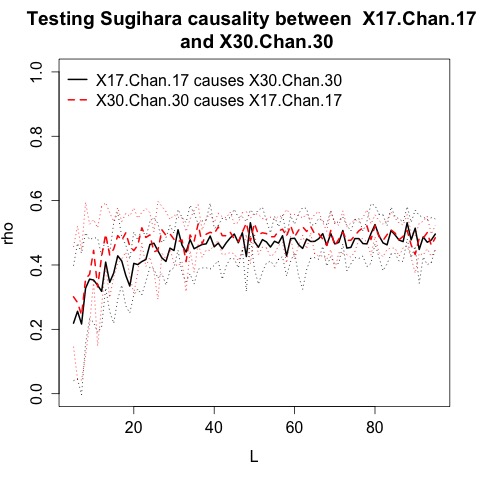 Testing Sugihara causality between X17.Chan.17
and X30.Chan.30
X17.Chan.17 causes X30.Chan.30
X30.Chan.30 causes X17.Chan.17
1.0
0.8
0.6
0.4
0.2
0.0
rho
20 40 60 80
L